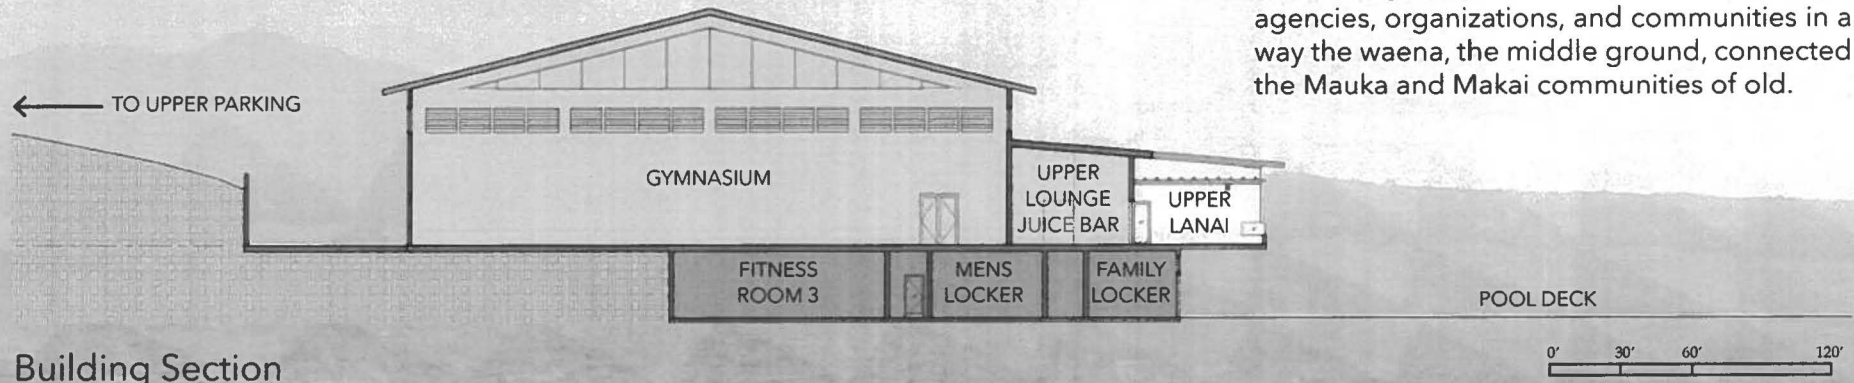 agencies, organizations, and communities in a
way the waena, the middle ground, connected
the Mauka and Makai communities of old.
TO UPPER PARKING
GYMNASIUM
UPPER
LOUNGE
JUICE BAR
UPPER
LANAI
FITNESS
ROOM 3
MENS
LOCKER
FAMILY
LOCKER
POOL DECK
Building Section
0' 30' 60' 120'